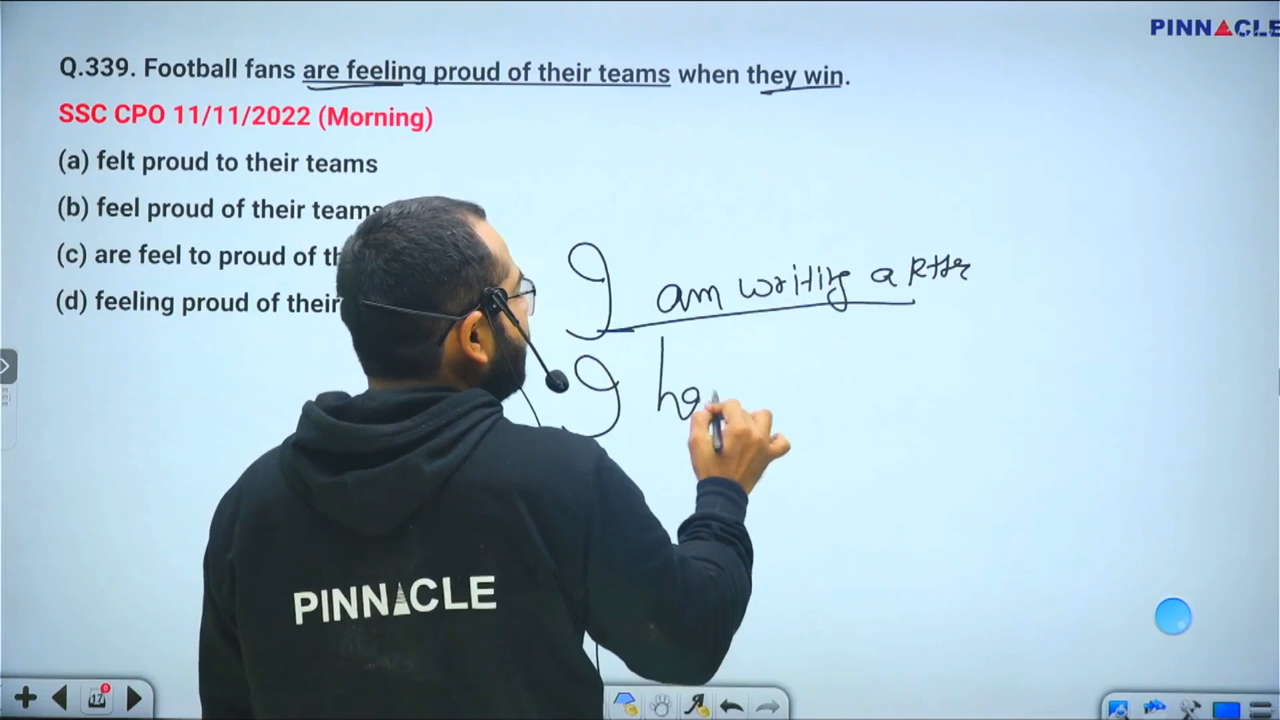 PINNACLE
Q.339. Football fans are feeling proud of their teams when they win.
SSC CPO 11/11/2022 (Morning)
(a) felt proud to their teams
(b) feel proud of their teams
(c) are feel to proud of th
(d) feeling proud of their
I am writing a
I ha
PINNACLE
17